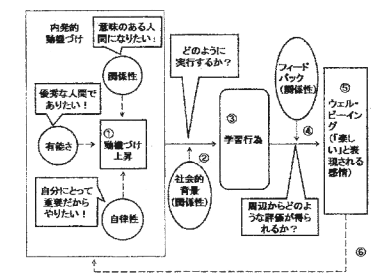 内発的
動機づけ
意味のある人
間になりたい！
関係性
優秀な人間で
ありたい！
有能さ
①
動機づけ
上昇
自分にとって
重要だから
やりたい！
自律性
どのように
実行するか？
②
社会的
背景
(関係性)
③
学習行為
フィード
バック
(関係性)
④
周辺からどのよ
うな評価が得ら
れるか？
⑤
ウェル・
ビーイング
(「楽し
い」と表
現される
感情)
⑥